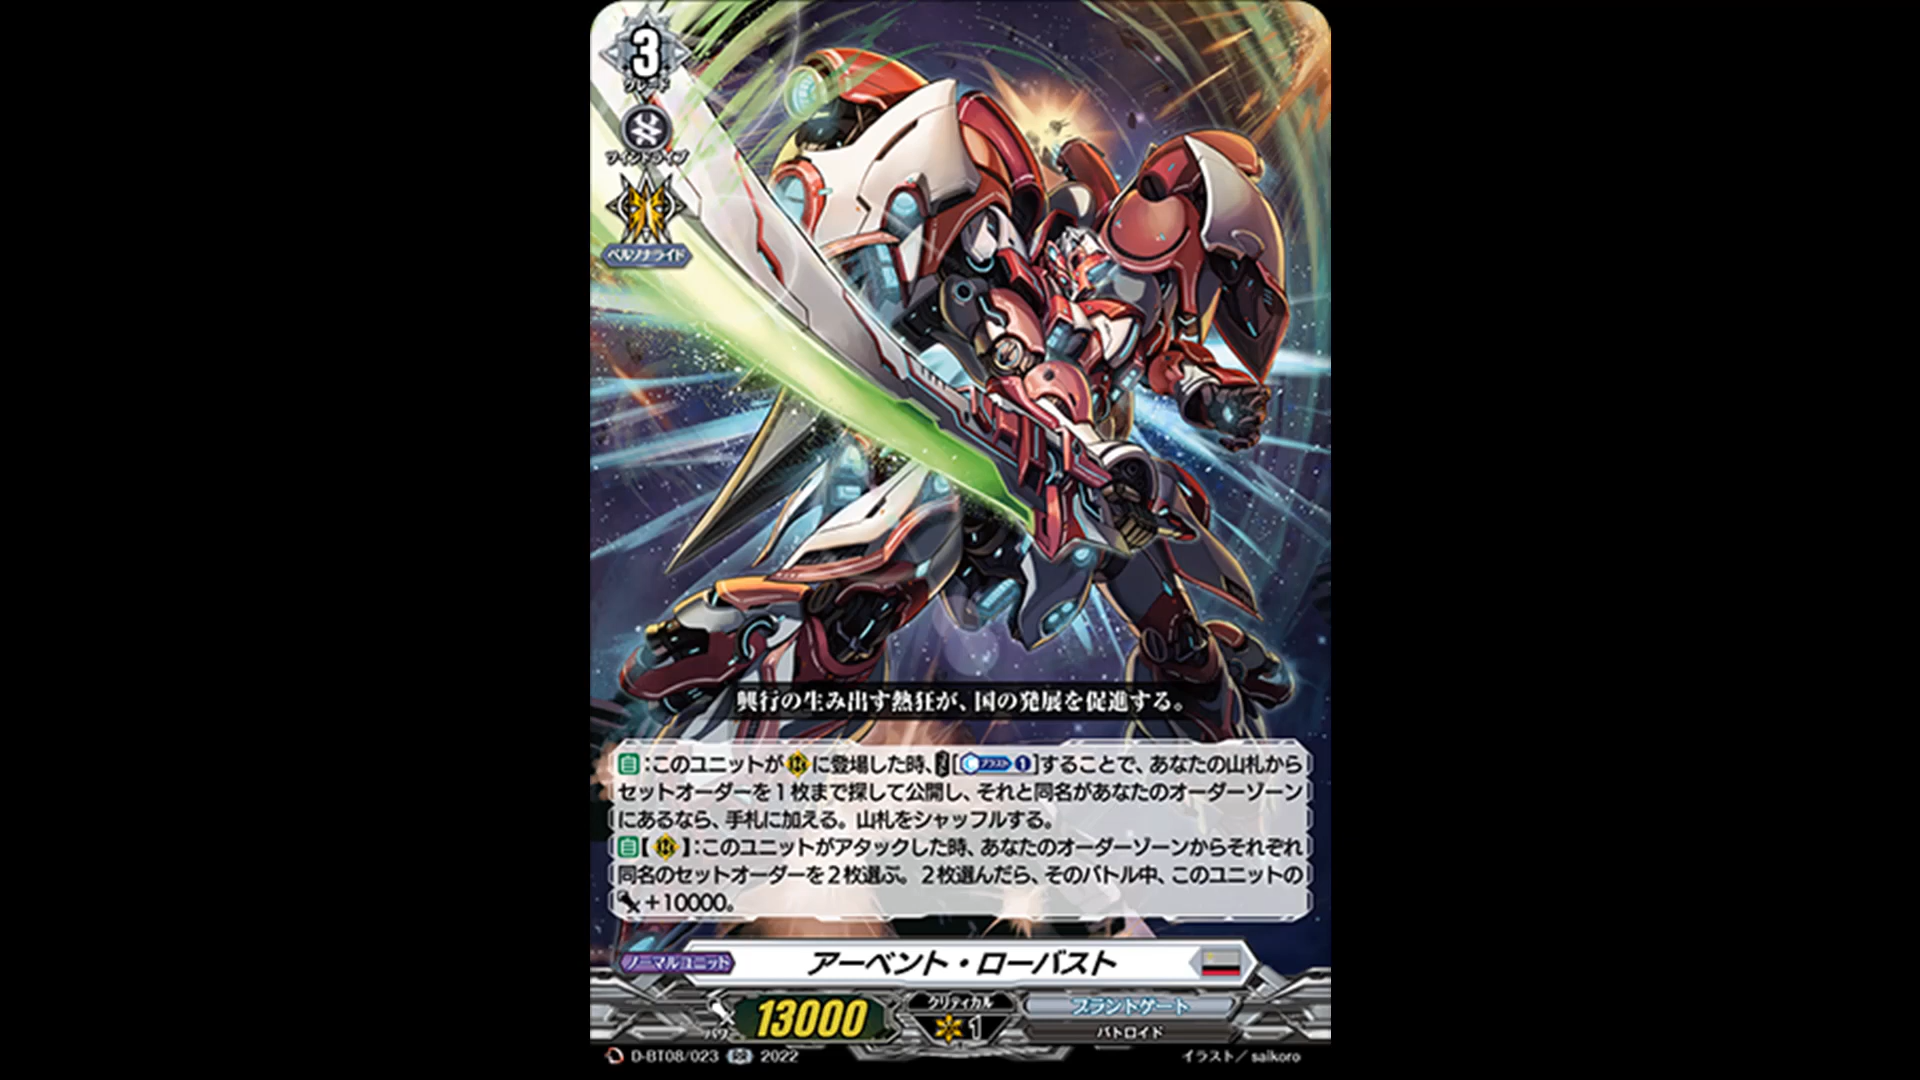 3
グレード
ツインドライブ
ペルソナライド
興行の生み出す熱狂が、国の発展を促進する。
自:このユニットがRに登場した時、[ブラスト1]することで、あなたの山札から
セットオーダーを1枚まで探して公開し、それと同名があなたのオーダーゾーン
にあるなら、手札に加える。山札をシャッフルする。
自【R】:このユニットがアタックした時、あなたのオーダーゾーンからそれぞれ
同名のセットオーダーを2枚選ぶ。2枚選んだら、そのバトル中、このユニットの
+10000。
ノーマルユニット
アーベント・ローバスト
パワー
13000
クリティカル
1
ブラントゲート
バトロイド
D-BT08/023 RR 2022
イラスト/saikoro